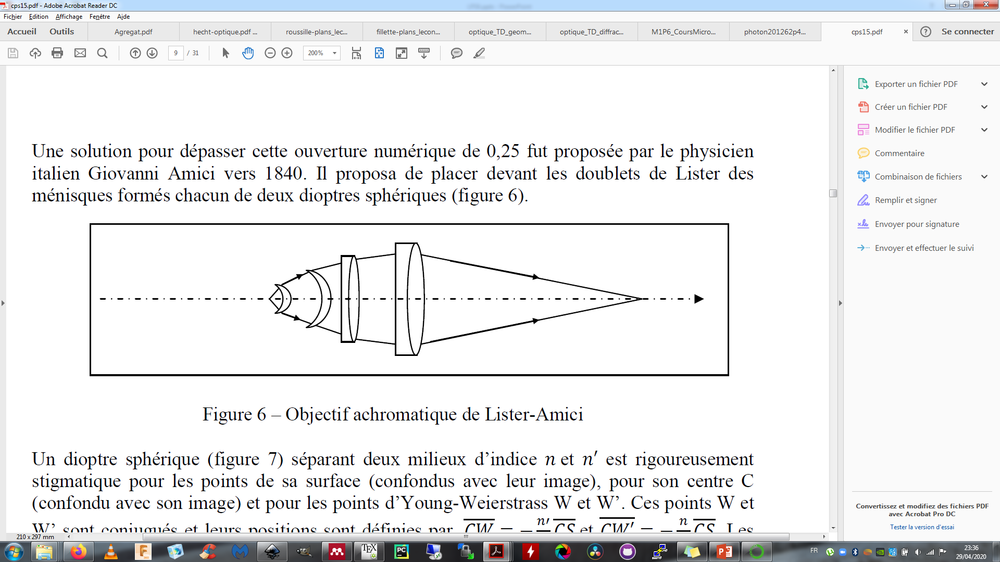 cps15.pdf - Adobe Acrobat Reader DC
Fichier Edition Affichage Fenêtre Aide
Accueil Outils Agregat.pdf hecht-optique.pdf ... roussille-plans_lec... fillette-plans_lecon... optique_TD_geom... optique_TD_diffrac... M1P6_CoursMicro... photon201262p4... cps15.pdf × ? Se connecter
9 / 31 200%
Une solution pour dépasser cette ouverture numérique de 0,25 fut proposée par le physicien
italien Giovanni Amici vers 1840. Il proposa de placer devant les doublets de Lister des
ménisques formés chacun de deux dioptres sphériques (figure 6).
Figure 6 – Objectif achromatique de Lister-Amici
Un dioptre sphérique (figure 7) séparant deux milieux d'indice n et n′ est rigoureusement
stigmatique pour les points de sa surface (confondus avec leur image), pour son centre C
(confondu avec son image) et pour les points d'Young-Weierstrass W et W'. Ces points W et
W' sont conjugués et leurs positions sont définies par CW = − n′ CS et CW′ = − n CS. Les
210 x 297 mm
Exporter un fichier PDF
Créer un fichier PDF
Modifier le fichier PDF
Commentaire
Combinaison de fichiers
Remplir et signer
Envoyer pour signature
Envoyer et effectuer le suivi
Convertissez et modifiez des fichiers PDF
avec Acrobat Pro DC
Tester la version d'essai
FR
23:36
29/04/2020